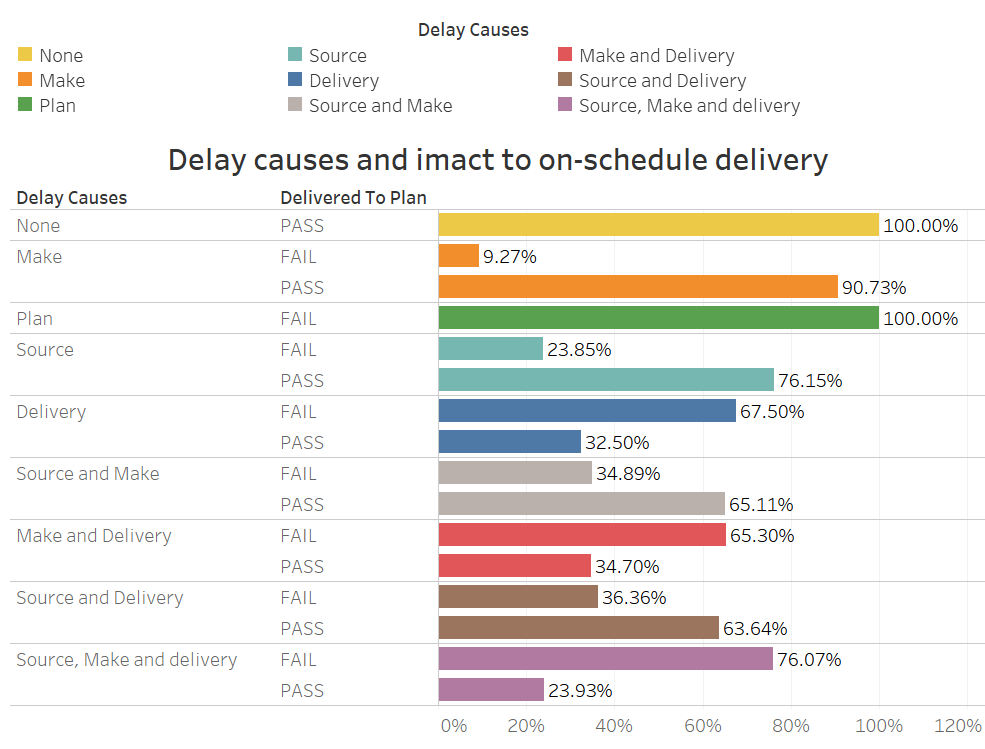 Delay Causes
None Source Make and Delivery
Make Delivery Source and Delivery
Plan Source and Make Source, Make and delivery
Delay causes and imact to on-schedule delivery
Delay Causes Delivered To Plan
None PASS 100.00%
Make FAIL 9.27%
PASS 90.73%
Plan FAIL 100.00%
Source FAIL 23.85%
PASS 76.15%
Delivery FAIL 67.50%
PASS 32.50%
Source and Make FAIL 34.89%
PASS 65.11%
Make and Delivery FAIL 65.30%
PASS 34.70%
Source and Delivery FAIL 36.36%
PASS 63.64%
Source, Make and delivery FAIL 76.07%
PASS 23.93%
0% 20% 40% 60% 80% 100% 120%